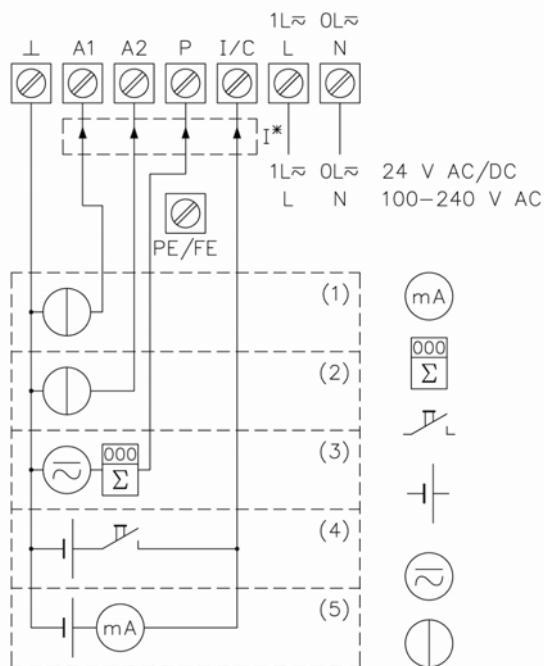 1L≂ 0L≂
⊥ A1 A2 P I/C L N
I*
1L≂ 0L≂ 24 V AC/DC
L N 100-240 V AC
PE/FE
(1)
mA
(2)
000
Σ
(3)
000
Σ
(4)
(5)
mA